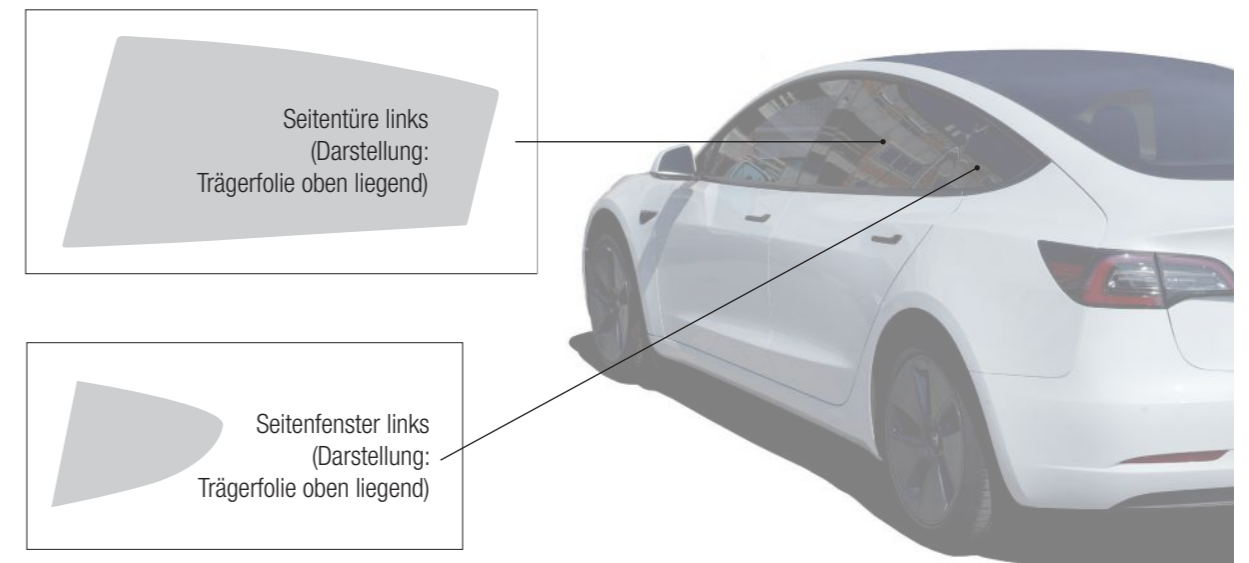 Seitentüre links
(Darstellung:
Trägerfolie oben liegend)
Seitenfenster links
(Darstellung:
Trägerfolie oben liegend)